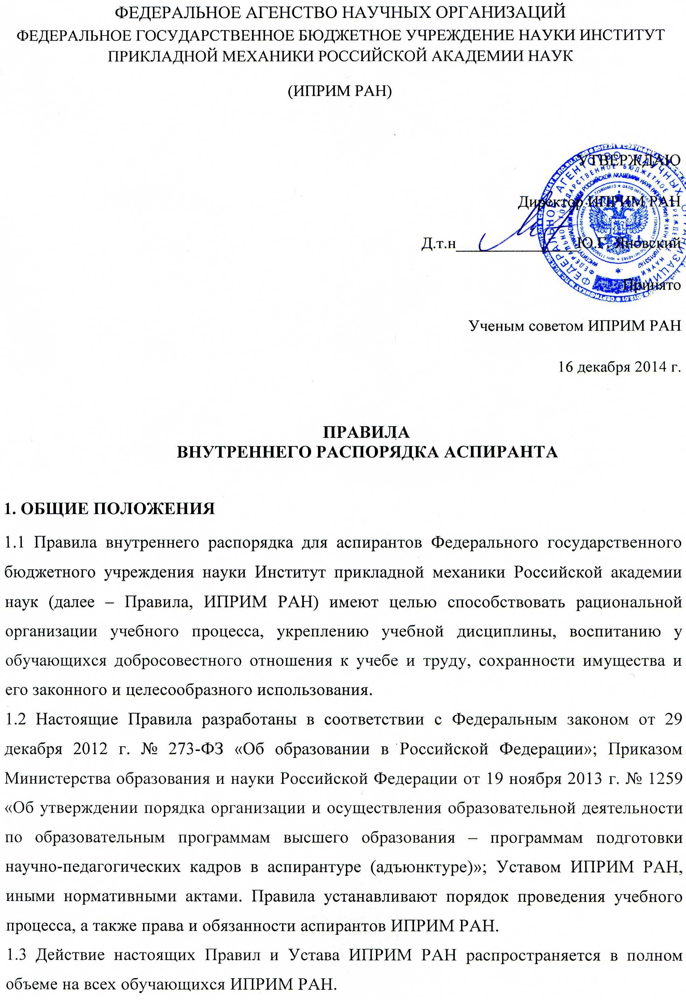 ФЕДЕРАЛЬНОЕ АГЕНСТВО НАУЧНЫХ ОРГАНИЗАЦИЙ
ФЕДЕРАЛЬНОЕ ГОСУДАРСТВЕННОЕ БЮДЖЕТНОЕ УЧРЕЖДЕНИЕ НАУКИ ИНСТИТУТ
ПРИКЛАДНОЙ МЕХАНИКИ РОССИЙСКОЙ АКАДЕМИИ НАУК
(ИПРИМ РАН)
УТВЕРЖДАЮ
Директор ИПРИМ РАН
Д.т.н_______________Ю.Г. Яновский
Принято
Ученым советом ИПРИМ РАН
16 декабря 2014 г.
ПРАВИЛА
ВНУТРЕННЕГО РАСПОРЯДКА АСПИРАНТА
1. ОБЩИЕ ПОЛОЖЕНИЯ
1.1 Правила внутреннего распорядка для аспирантов Федерального государственного
бюджетного учреждения науки Институт прикладной механики Российской академии
наук (далее – Правила, ИПРИМ РАН) имеют целью способствовать рациональной
организации учебного процесса, укреплению учебной дисциплины, воспитанию у
обучающихся добросовестного отношения к учебе и труду, сохранности имущества и
его законного и целесообразного использования.
1.2 Настоящие Правила разработаны в соответствии с Федеральным законом от 29
декабря 2012 г. № 273-ФЗ «Об образовании в Российской Федерации»; Приказом
Министерства образования и науки Российской Федерации от 19 ноября 2013 г. № 1259
«Об утверждении порядка организации и осуществления образовательной деятельности
по образовательным программам высшего образования – программам подготовки
научно-педагогических кадров в аспирантуре (адъюнктуре)»; Уставом ИПРИМ РАН,
иными нормативными актами. Правила устанавливают порядок проведения учебного
процесса, а также права и обязанности аспирантов ИПРИМ РАН.
1.3 Действие настоящих Правил и Устава ИПРИМ РАН распространяется в полном
объеме на всех обучающихся ИПРИМ РАН.
ФЕДЕРАЛЬНОЕ АГЕНТСТВО НАУЧНЫХ ОРГАНИЗАЦИЙ